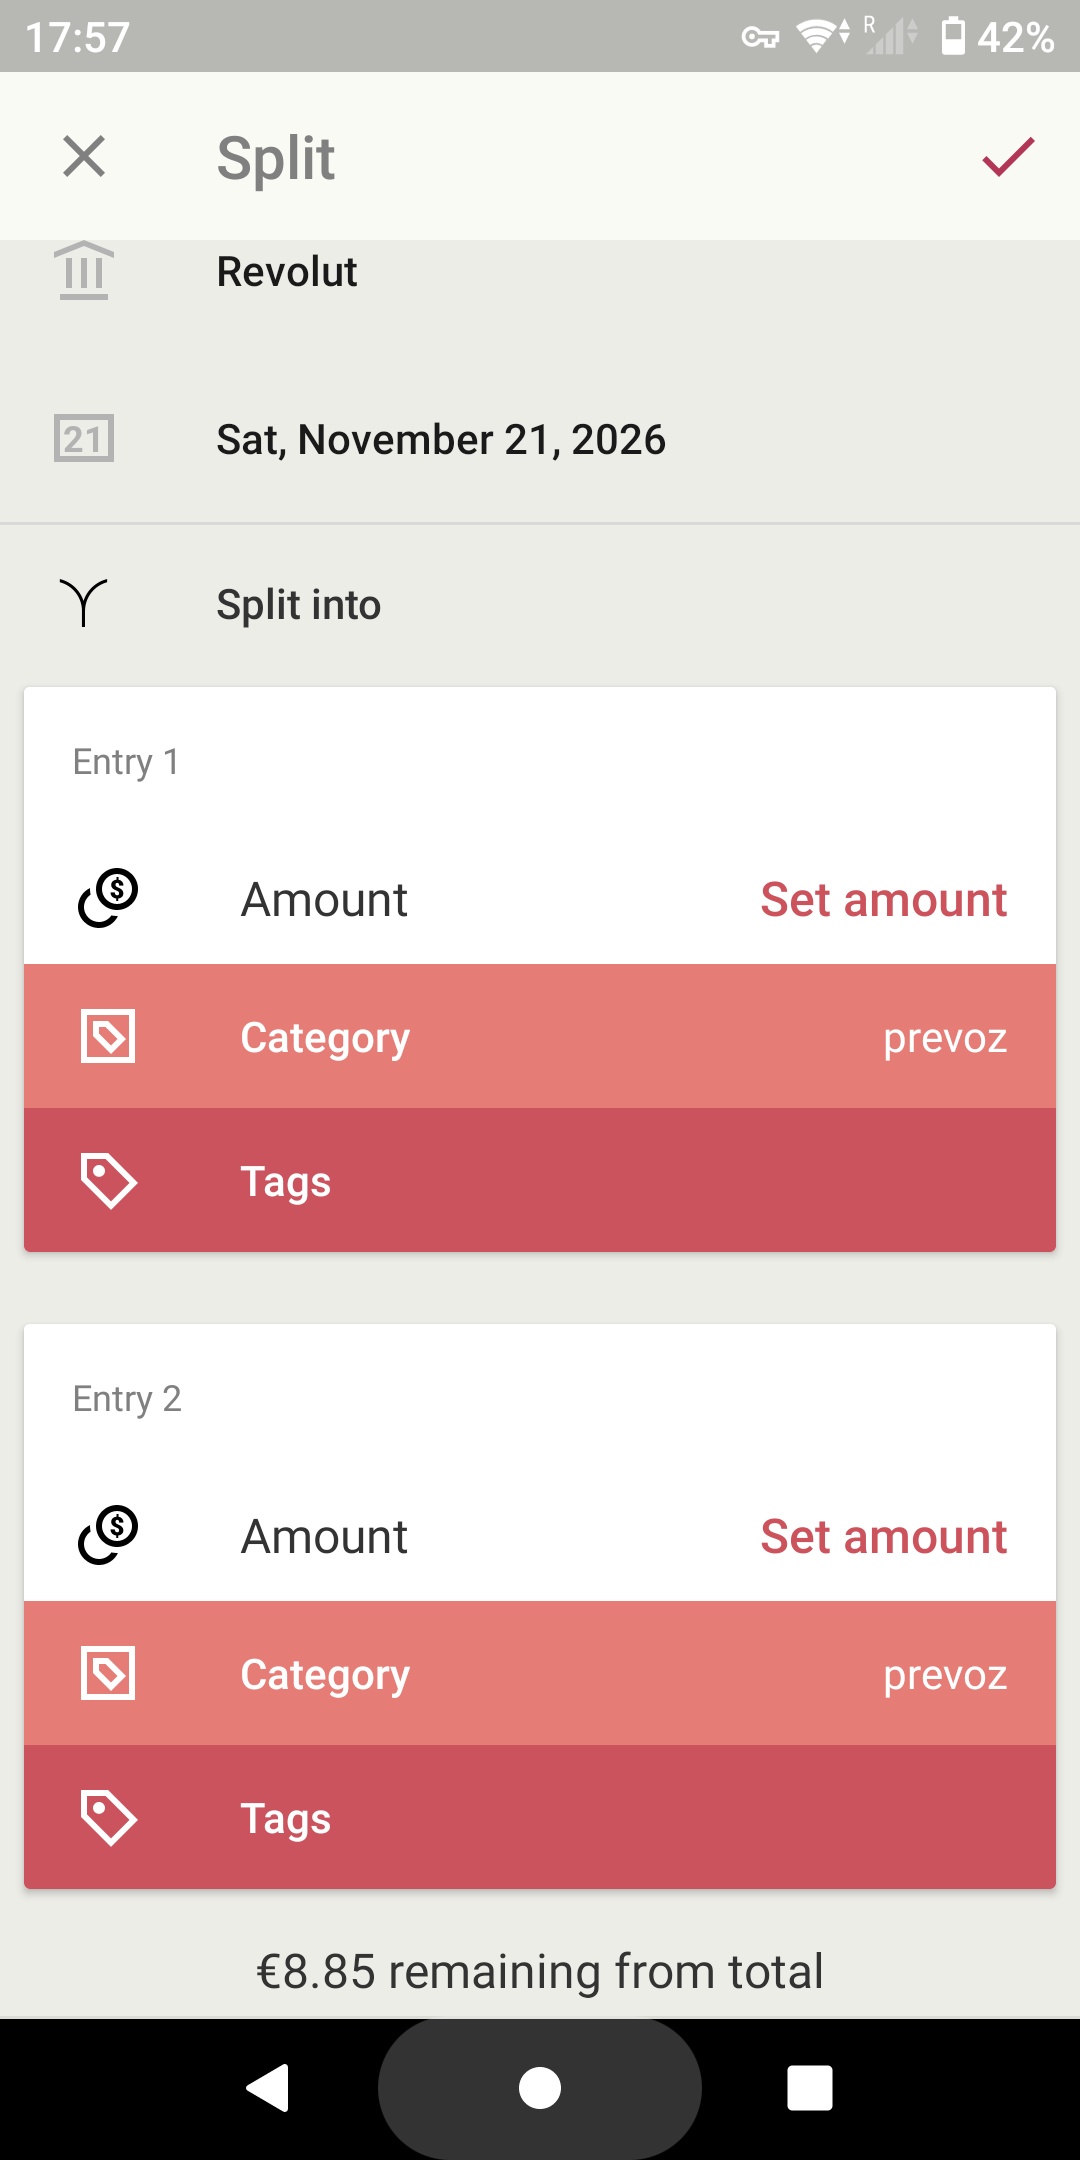 17:57
R
42%
Split
Revolut
21
Sat, November 21, 2026
Split into
Entry 1
$
Amount
Set amount
Category
prevoz
Tags
Entry 2
$
Amount
Set amount
Category
prevoz
Tags
€8.85 remaining from total